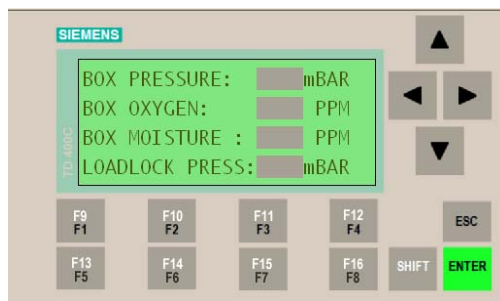 SIEMENS
BOX PRESSURE: mBAR
BOX OXYGEN: PPM
BOX MOISTURE : PPM
LOADLOCK PRESS: mBAR
TD 400C
F9 F10 F11 F12
F1 F2 F3 F4 ESC
F13 F14 F15 F16 SHIFT ENTER
F5 F6 F7 F8